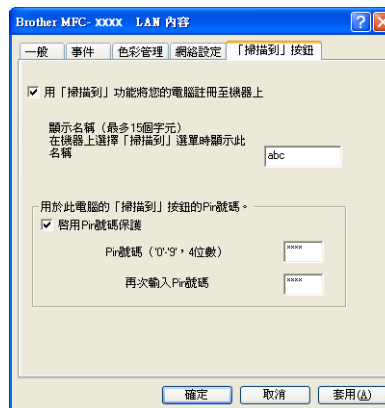 Brother MFC-XXXX LAN 內容
一般 事件 色彩管理 網絡設定 「掃描到」按鈕
用「掃描到」功能將您的電腦註冊至機器上
顯示名稱（最多15個字元）
在機器上選擇「掃描到」選單時顯示此
名稱
abc
用於此電腦的「掃描到」按鈕的Pin號碼。
啓用Pin號碼保護
Pin號碼（'0'-'9'，4位數） ****
再次輸入Pin號碼 ****
確定 取消 套用(A)